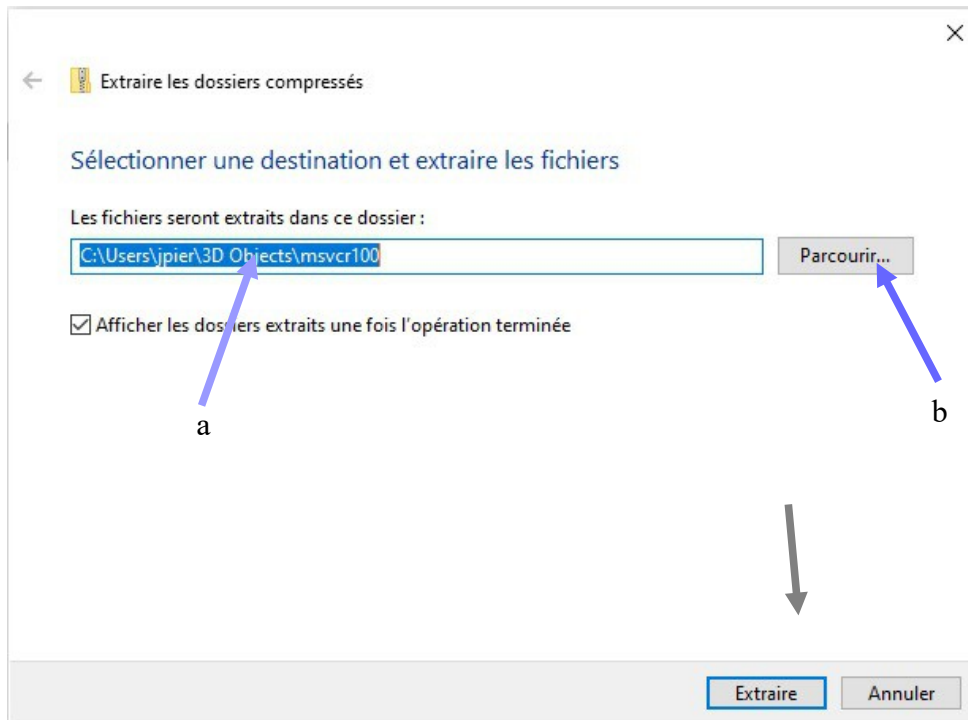 Extraire les dossiers compressés
Sélectionner une destination et extraire les fichiers
Les fichiers seront extraits dans ce dossier :
C:\Users\jpier\3D Objects\msvcr100
Parcourir...
Afficher les dossiers extraits une fois l'opération terminée
a
b
Extraire
Annuler